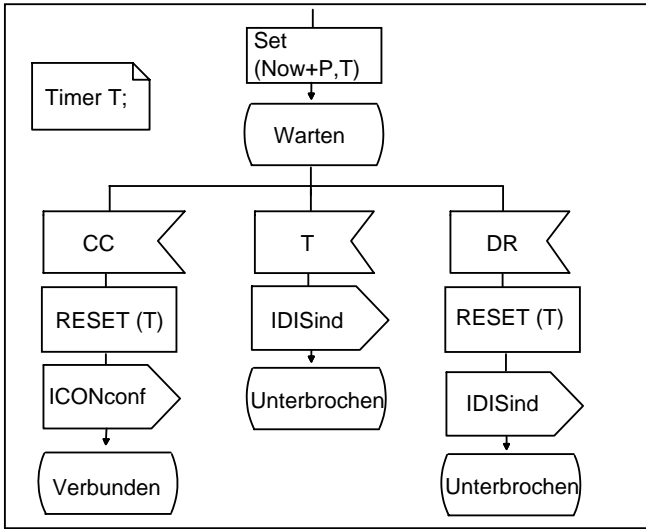 Set
(Now+P,T)
Timer T;
Warten
CC
T
DR
RESET (T)
IDISind
RESET (T)
ICONconf
Unterbrochen
IDISind
Verbunden
Unterbrochen